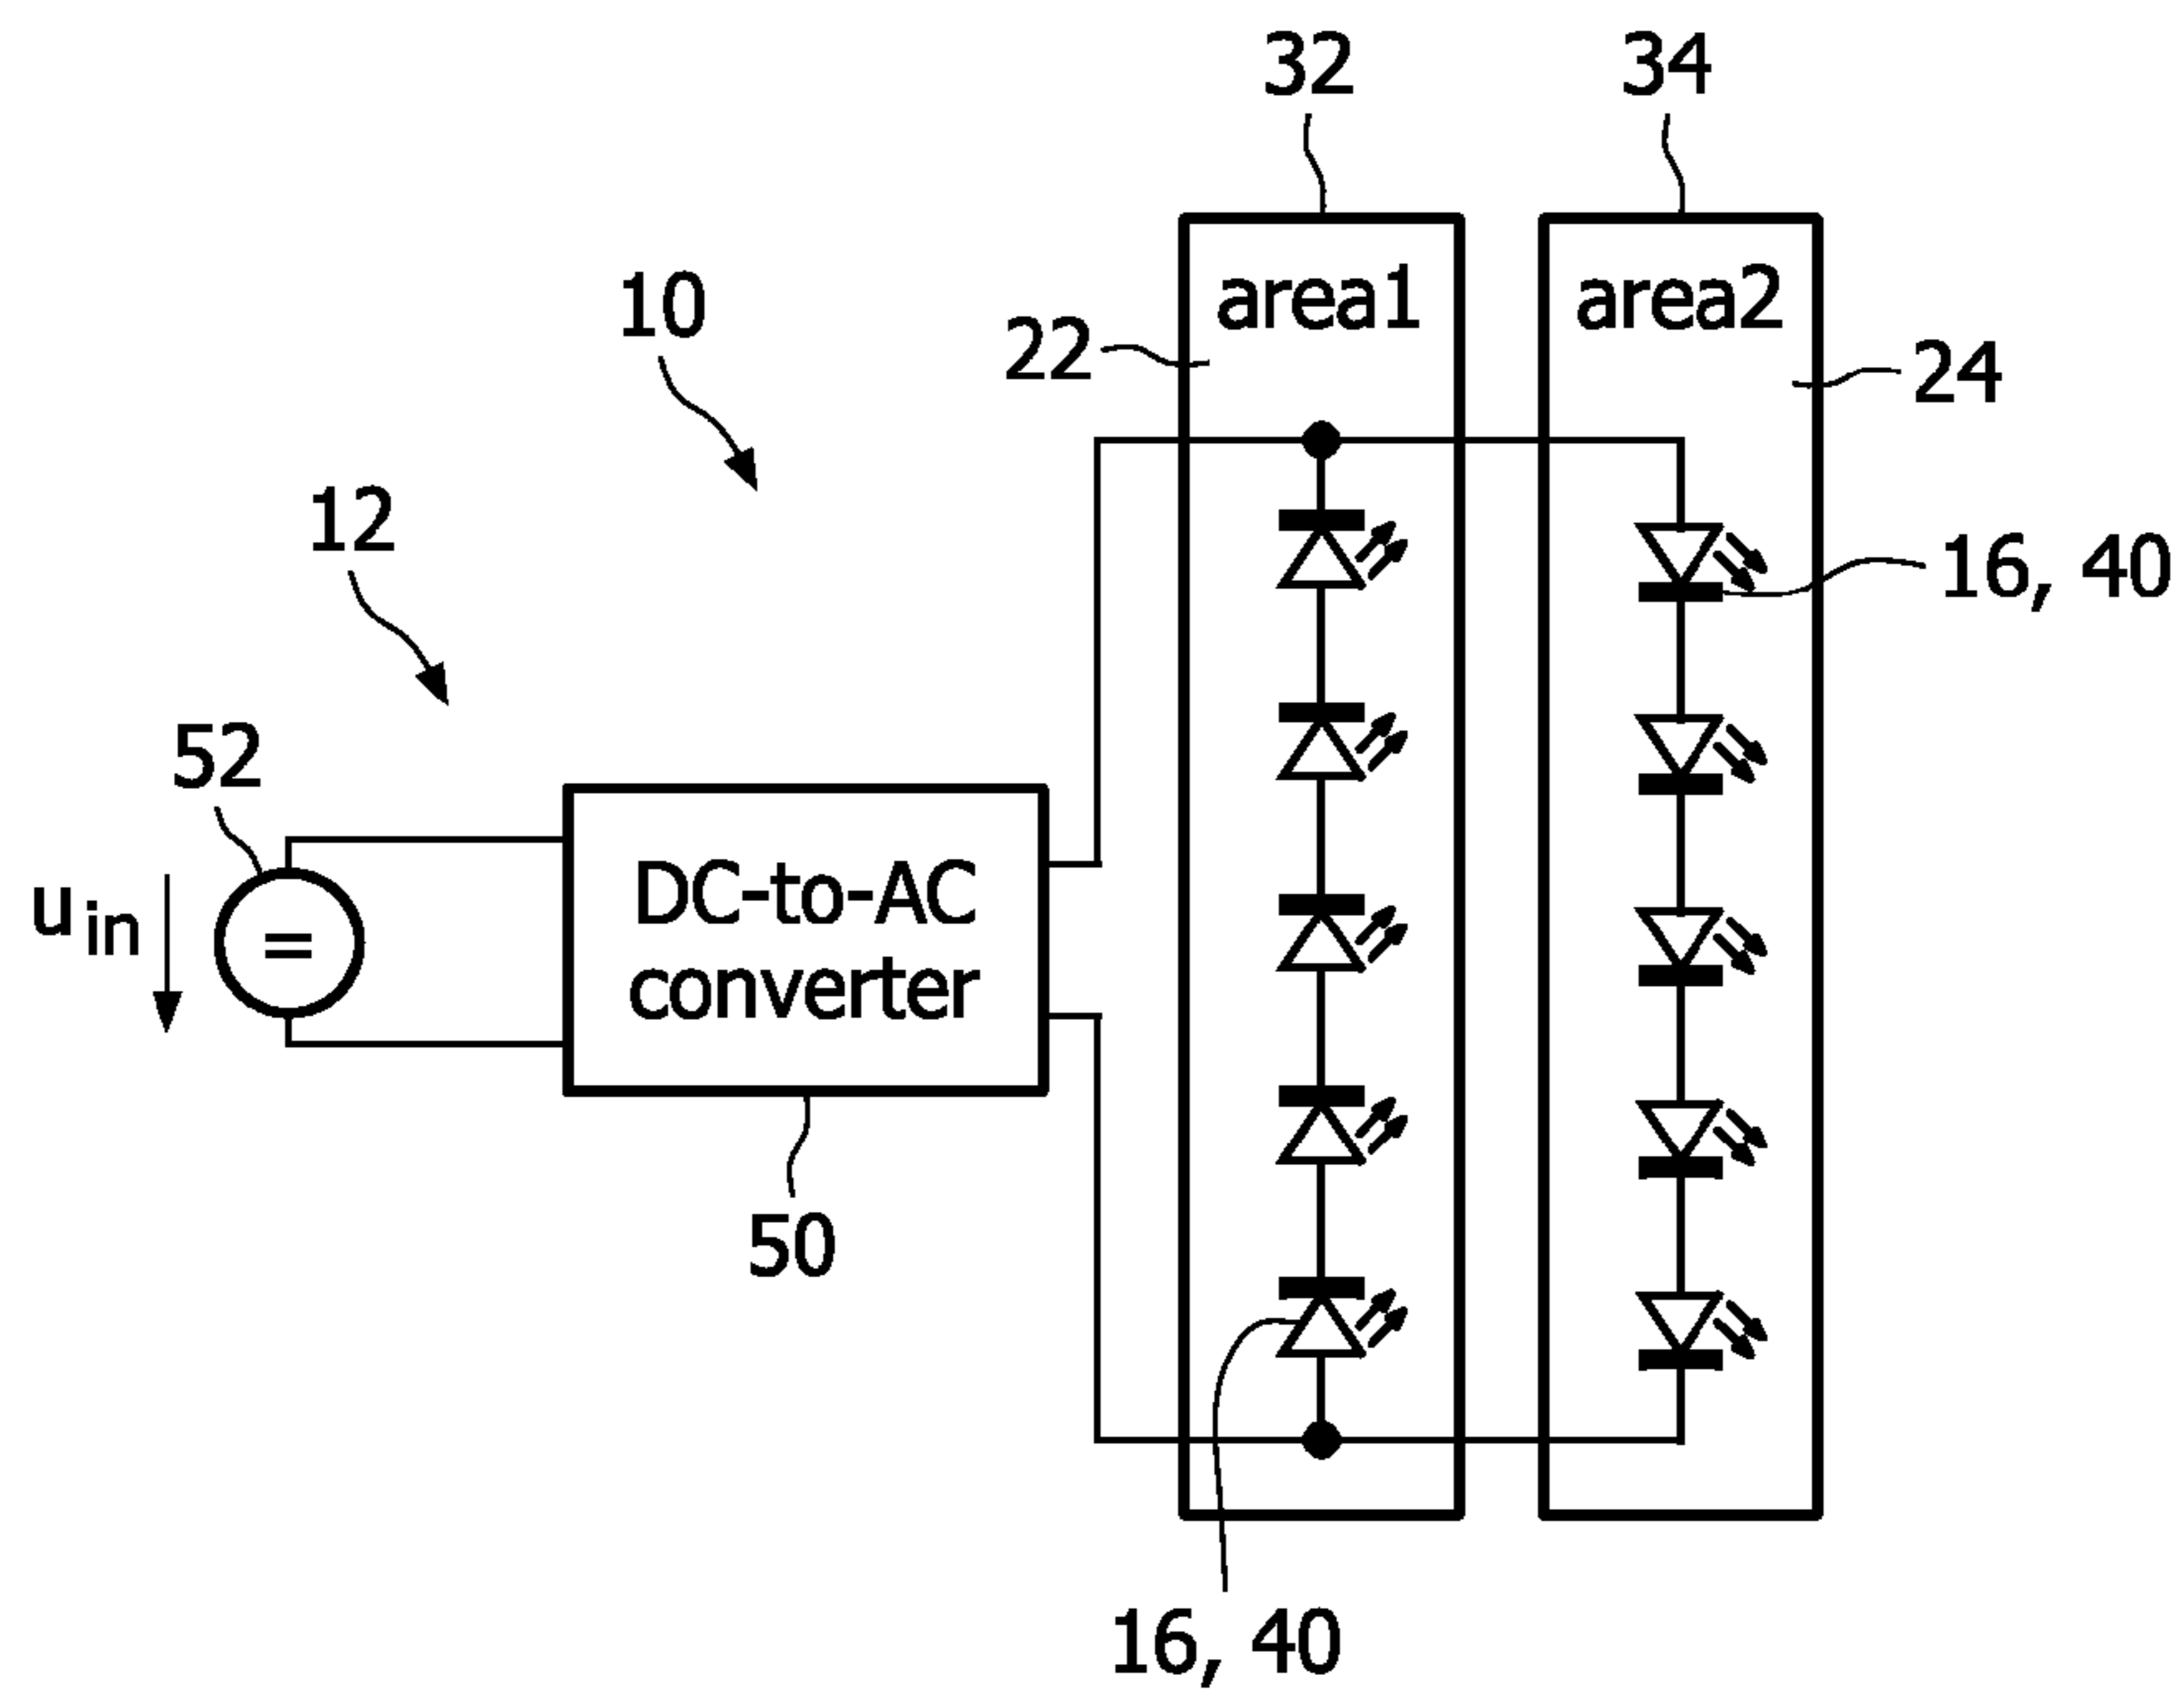 32
34
10
area1
area2
22
24
12
16, 40
52
u in
=
DC-to-AC
converter
50
16, 40